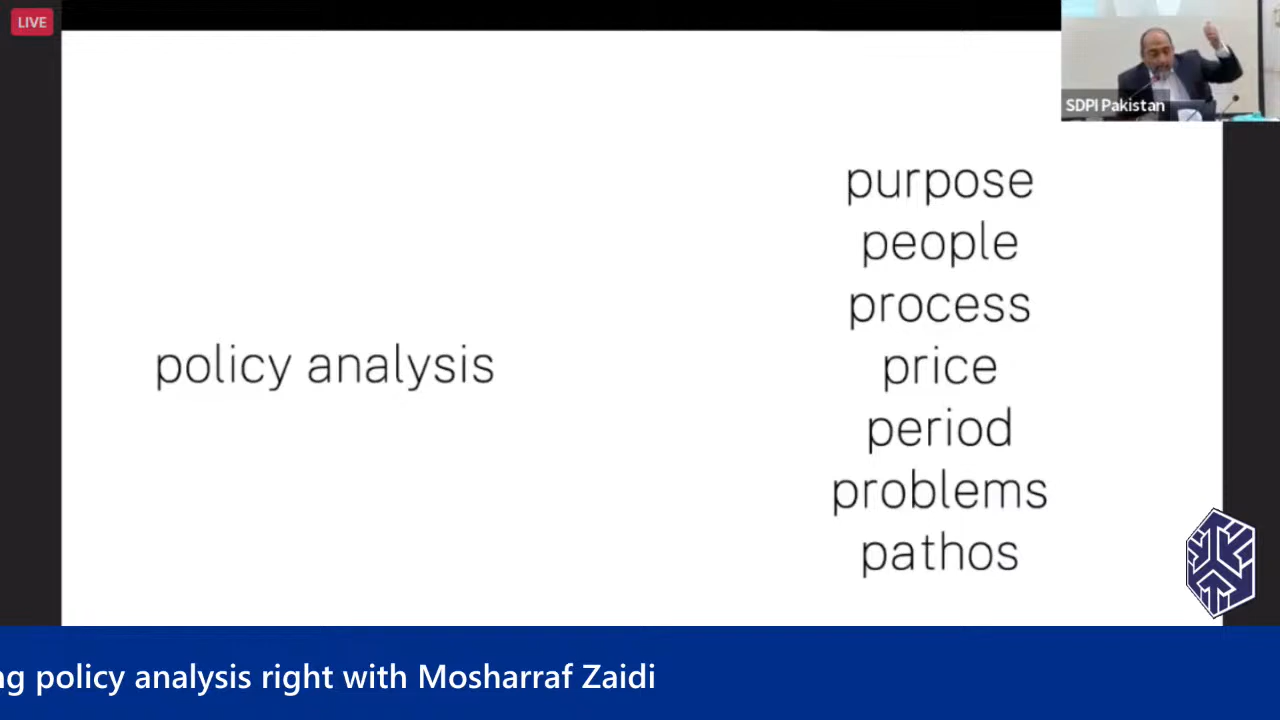 LIVE
SDPI Pakistan
purpose
people
process
price
policy analysis
period
problems
pathos
ng policy analysis right with Mosharraf Zaidi